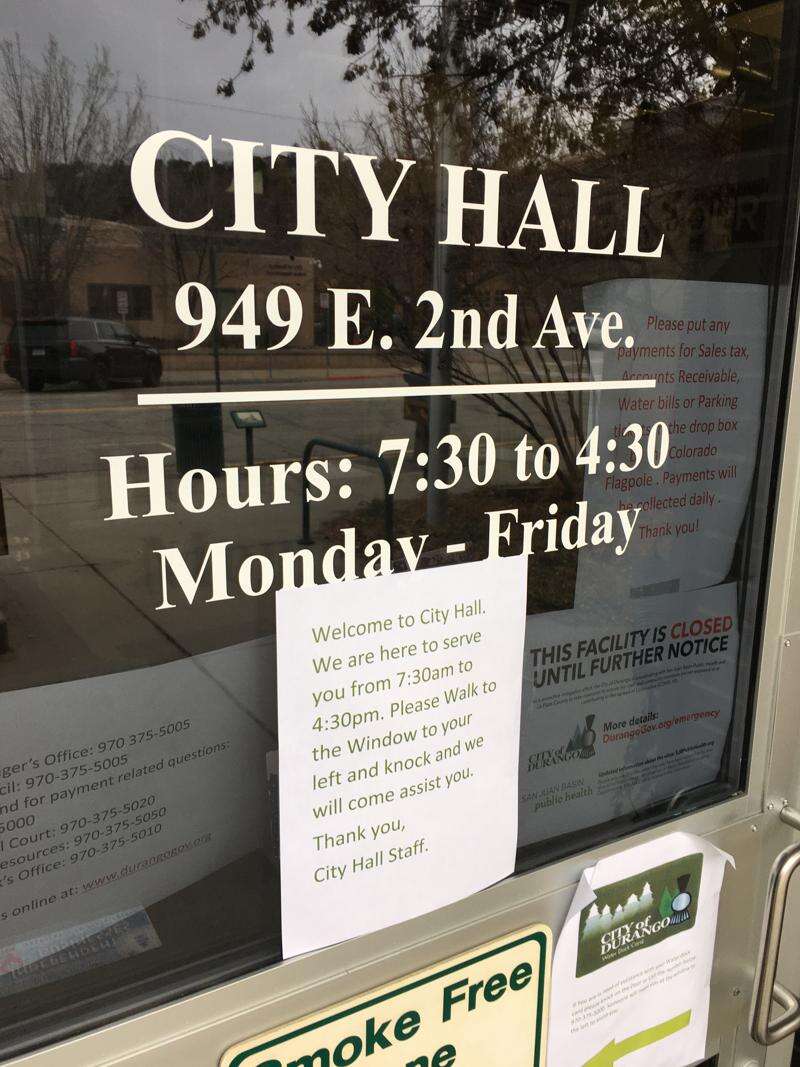 CITY HALL
949 E. 2nd Ave.
Hours: 7:30 to 4:30
Monday - Friday
Please put any
payments for Sales tax,
Accounts Receivable,
Water bills or Parking
the drop box
Colorado
Flagpole. Payments will
be collected daily.
Thank you!
Welcome to City Hall.
We are here to serve
you from 7:30am to
4:30pm. Please Walk to
the Window to your
left and knock and we
will come assist you.
Thank you,
City Hall Staff.
THIS FACILITY IS CLOSED
UNTIL FURTHER NOTICE
More details:
DurangoGov.org/emergency
CITY of
DURANGO
SAN JUAN BASIN
public health
ger's Office: 970 375-5005
cil: 970-375-5005
nd for payment related questions:
5000
l Court: 970-375-5020
esources: 970-375-5050
's Office: 970-375-5010
s online at: www.durangogov.org
CITY of
DURANGO
Smoke Free
ne